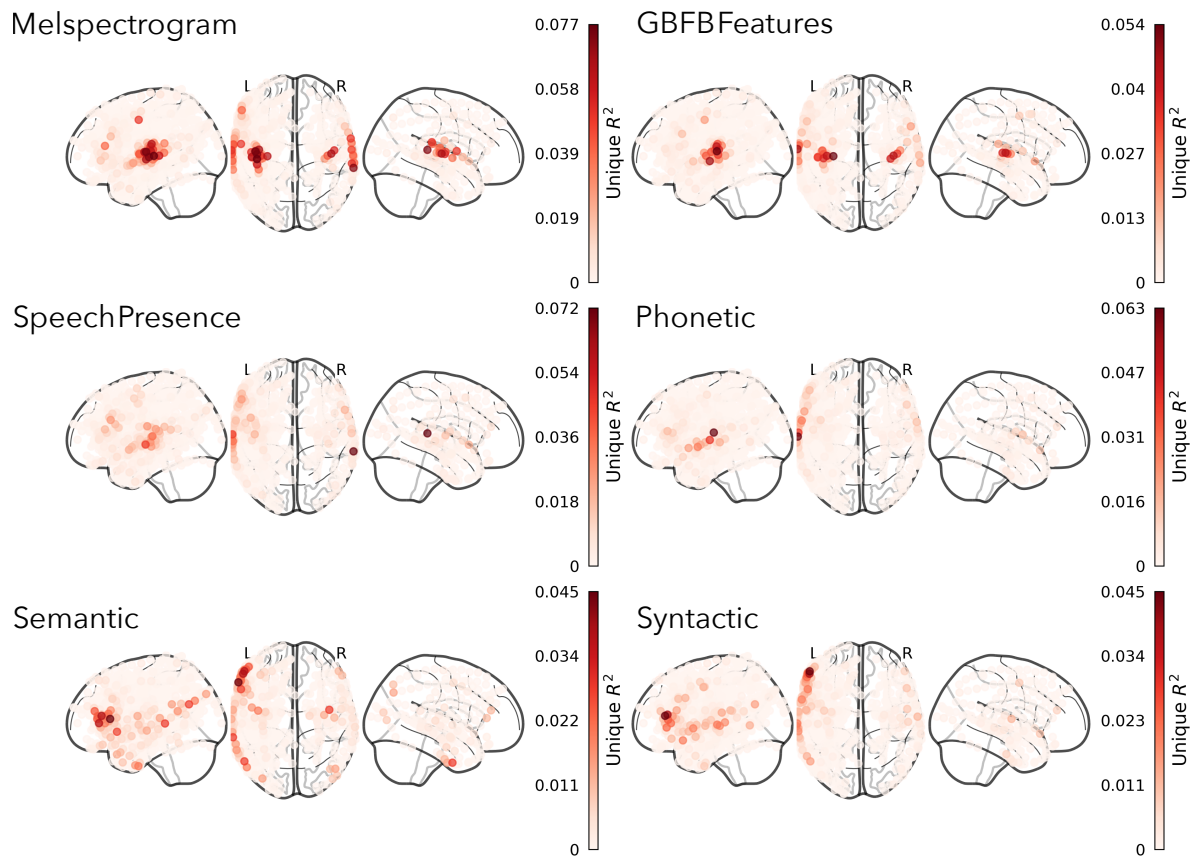 Melspectrogram
L
R
0.077
0.058
0.039
0.019
0
Unique R²
GBFBFeatures
L
R
0.054
0.04
0.027
0.013
0
Unique R²
SpeechPresence
L
R
0.072
0.054
0.036
0.018
0
Unique R²
Phonetic
L
R
0.063
0.047
0.031
0.016
0
Unique R²
Semantic
L
R
0.045
0.034
0.022
0.011
0
Unique R²
Syntactic
L
R
0.045
0.034
0.023
0.011
0
Unique R²